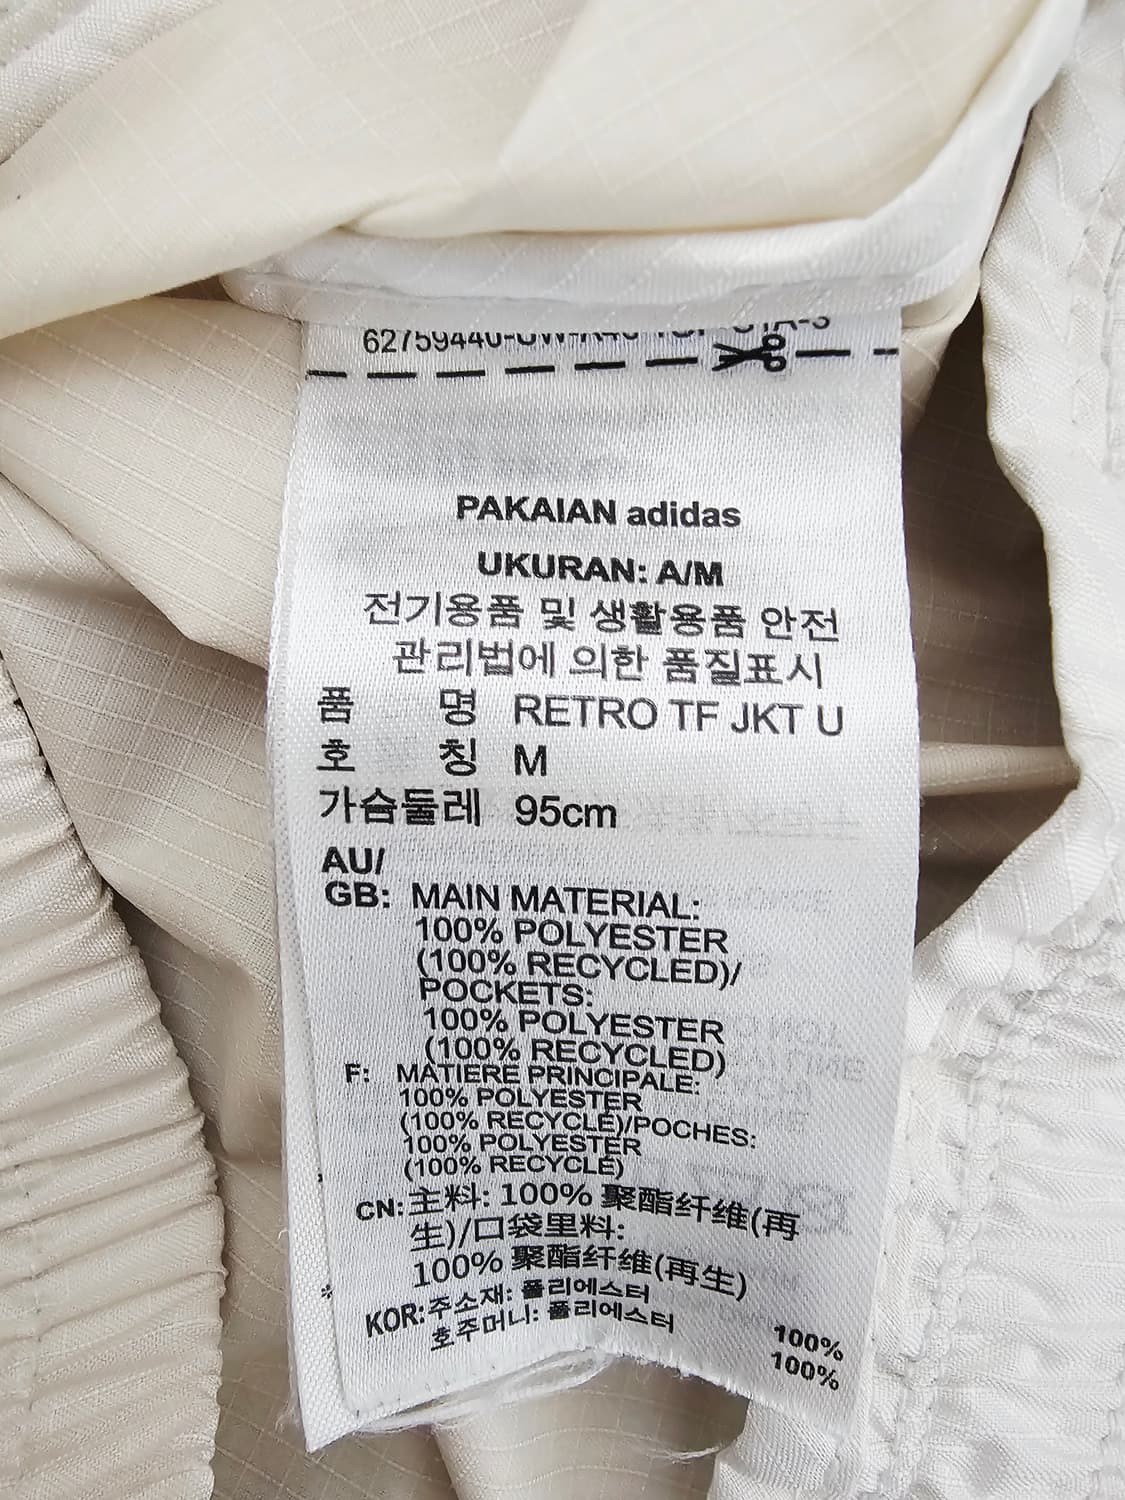 PAKAIAN adidas
UKURAN: A/M
전기용품 및 생활용품 안전
관리법에 의한 품질표시
품 명 RETRO TF JKT U
호 칭 M
가슴둘레 95cm
AU/
GB: MAIN MATERIAL:
100% POLYESTER
(100% RECYCLED)/
POCKETS:
100% POLYESTER
(100% RECYCLED)
F: MATIERE PRINCIPALE:
100% POLYESTER
(100% RECYCLÉ)/POCHES:
100% POLYESTER
(100% RECYCLÉ)
CN: 主料: 100% 聚酯纤维(再
生)/口袋里料:
100% 聚酯纤维(再生)
KOR: 주소재: 폴리에스터 100%
호주머니: 폴리에스터 100%